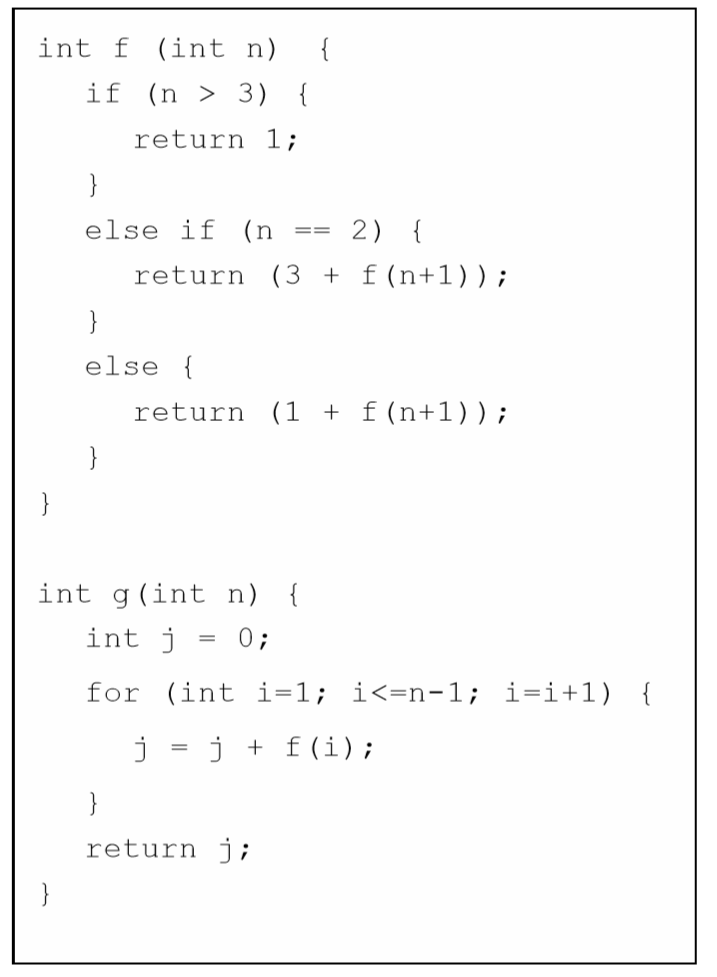 int f (int n)  {
   if (n > 3) {
      return 1;
   }
   else if (n == 2) {
      return (3 + f(n+1));
   }
   else {
      return (1 + f(n+1));
   }
}

int g(int n) {
   int j = 0;
   for (int i=1; i<=n-1; i=i+1) {
      j = j + f(i);
   }
   return j;
}